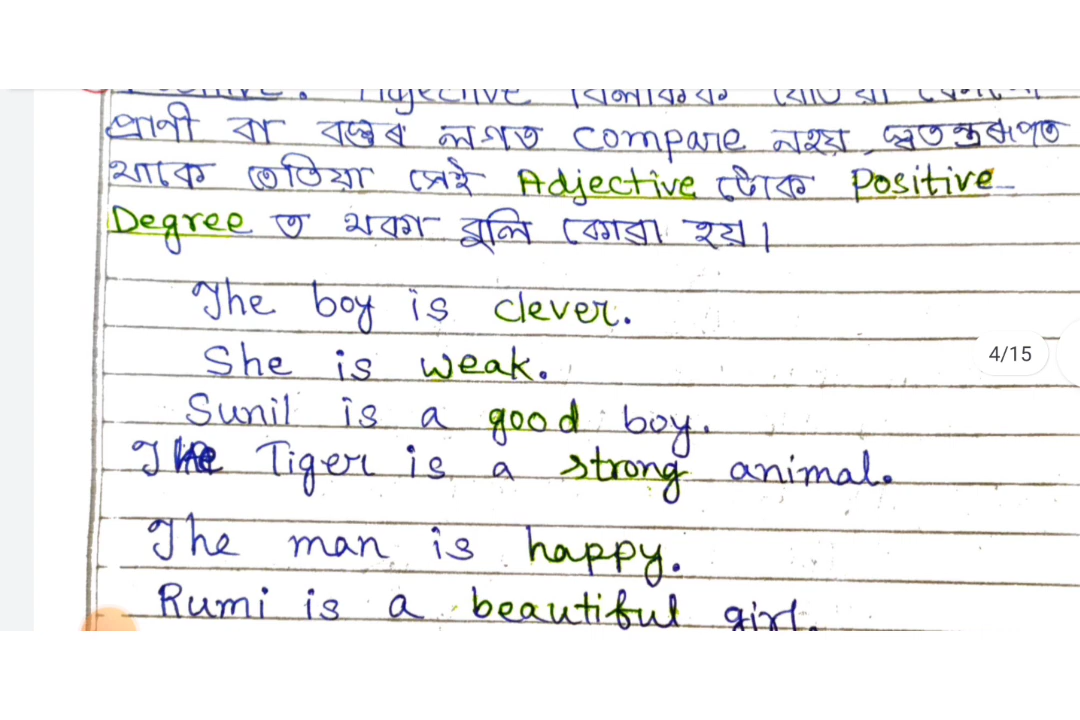 প্ৰাণী বা বস্তুৰ লগত compare নহয়, স্বতন্ত্ৰৰূপত
থাকে তেতিয়া সেই Adjective টোক Positive
Degree ত থকা বুলি কোৱা হয়।
The boy is clever.
She is weak.
4/15
Sunil is a good boy.
The Tiger is a strong animal.
The man is happy.
Rumi is a beautiful girl.